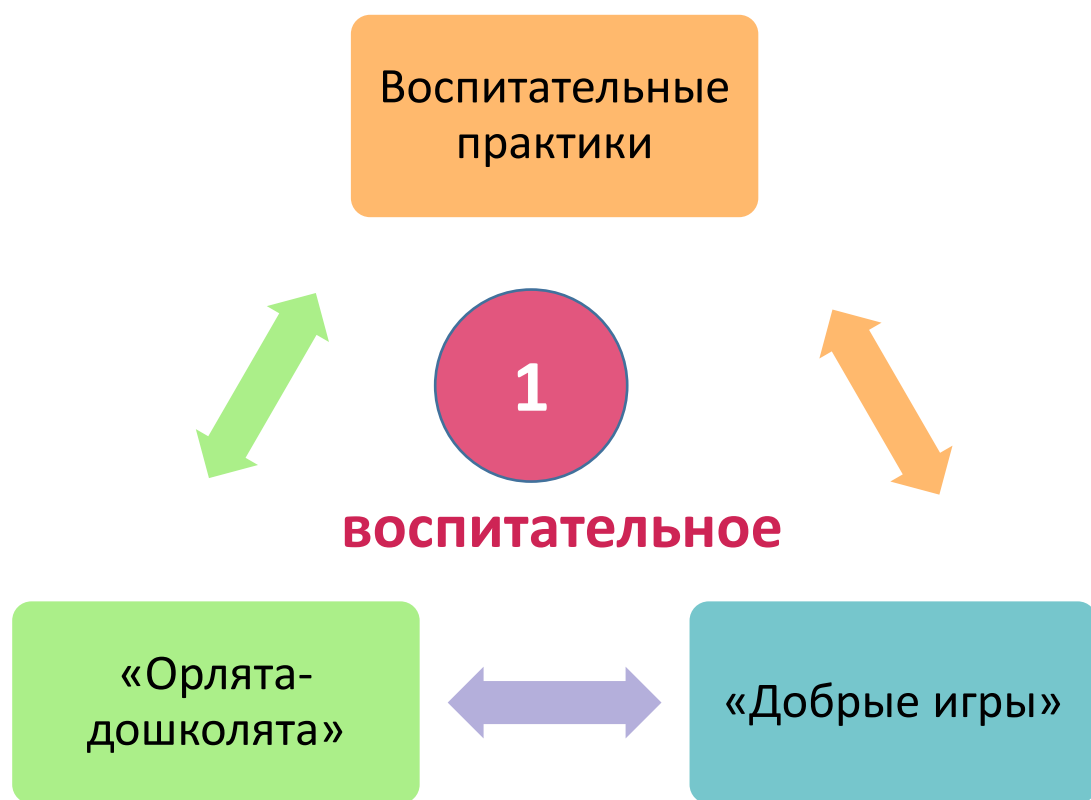 Воспитательные
практики
1
воспитательное
«Орлята-
дошколята»
«Добрые игры»